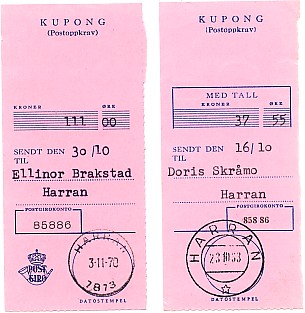 KUPONG
(Postoppkrav)
KRONER ØRE
111 00
SENDT DEN 30/10
TIL
Ellinor Brakstad
Harran
POSTGIROKONTO
85886
POST
GIRO
HARRAN
3-11-70
7873
DATOSTEMPEL
KUPONG
(Postoppkrav)
MED TALL
KRONER ØRE
37 55
SENDT DEN 16/10
TIL
Doris Skråmo
Harran
POSTGIROKONTO
85886
HARRAN
DATOSTEMPEL